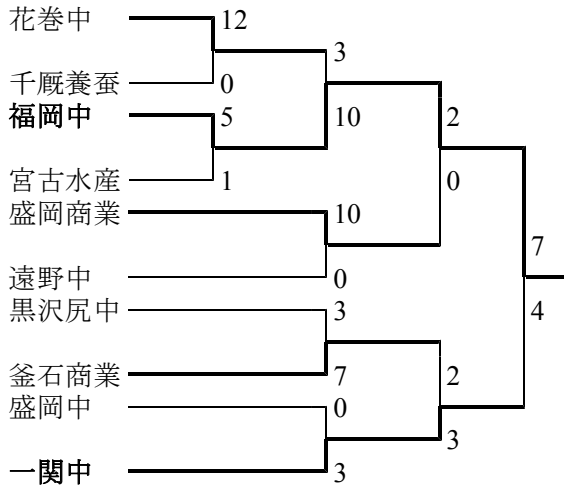 花巻中 12
3
千厩養蚕 0
福岡中 5 10 2
宮古水産 1 0
盛岡商業 10
7
遠野中 0
黒沢尻中 3 4
釜石商業 7 2
盛岡中 0
3
一関中 3